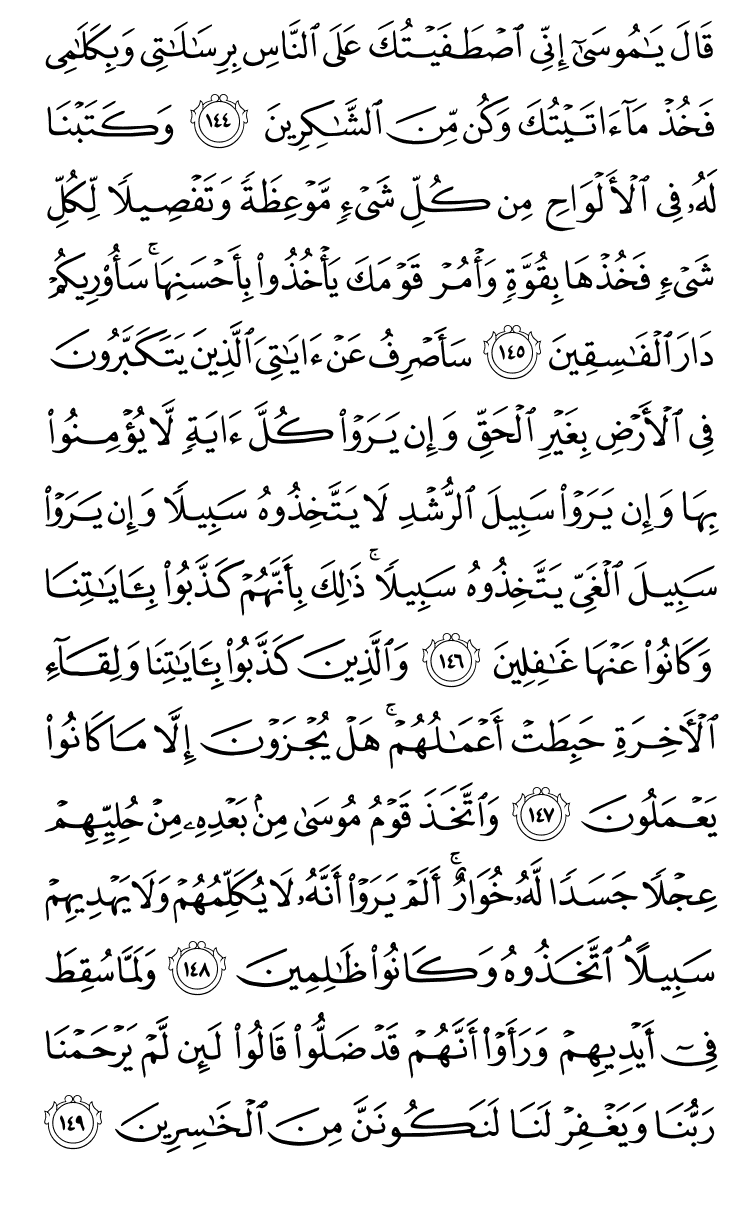 قَالَ يَـٰمُوسَىٰٓ إِنِّى ٱصْطَفَيْتُكَ عَلَى ٱلنَّاسِ بِرِسَـٰلَـٰتِى وَبِكَلَـٰمِى
فَخُذْ مَآ ءَاتَيْتُكَ وَكُن مِّنَ ٱلشَّـٰكِرِينَ ١٤٤ وَكَتَبْنَا
لَهُۥ فِى ٱلْأَلْوَاحِ مِن كُلِّ شَىْءٍ مَّوْعِظَةً وَتَفْصِيلًا لِّكُلِّ
شَىْءٍ فَخُذْهَا بِقُوَّةٍ وَأْمُرْ قَوْمَكَ يَأْخُذُوا۟ بِأَحْسَنِهَا ۚ سَأُو۟رِيكُمْ
دَارَ ٱلْفَـٰسِقِينَ ١٤٥ سَأَصْرِفُ عَنْ ءَايَـٰتِىَ ٱلَّذِينَ يَتَكَبَّرُونَ
فِى ٱلْأَرْضِ بِغَيْرِ ٱلْحَقِّ وَإِن يَرَوْا۟ كُلَّ ءَايَةٍ لَّا يُؤْمِنُوا۟
بِهَا وَإِن يَرَوْا۟ سَبِيلَ ٱلرُّشْدِ لَا يَتَّخِذُوهُ سَبِيلًا وَإِن يَرَوْا۟
سَبِيلَ ٱلْغَىِّ يَتَّخِذُوهُ سَبِيلًا ۚ ذَٰلِكَ بِأَنَّهُمْ كَذَّبُوا۟ بِـَٔايَـٰتِنَا
وَكَانُوا۟ عَنْهَا غَـٰفِلِينَ ١٤٦ وَٱلَّذِينَ كَذَّبُوا۟ بِـَٔايَـٰتِنَا وَلِقَآءِ
ٱلْـَٔاخِرَةِ حَبِطَتْ أَعْمَـٰلُهُمْ ۚ هَلْ يُجْزَوْنَ إِلَّا مَا كَانُوا۟
يَعْمَلُونَ ١٤٧ وَٱتَّخَذَ قَوْمُ مُوسَىٰ مِنۢ بَعْدِهِۦ مِنْ حُلِيِّهِمْ
عِجْلًا جَسَدًا لَّهُۥ خُوَارٌ ۚ أَلَمْ يَرَوْا۟ أَنَّهُۥ لَا يُكَلِّمُهُمْ وَلَا يَهْدِيهِمْ
سَبِيلًا ۘ ٱتَّخَذُوهُ وَكَانُوا۟ ظَـٰلِمِينَ ١٤٨ وَلَمَّا سُقِطَ
فِىٓ أَيْدِيهِمْ وَرَأَوْا۟ أَنَّهُمْ قَدْ ضَلُّوا۟ قَالُوا۟ لَئِن لَّمْ يَرْحَمْنَا
رَبُّنَا وَيَغْفِرْ لَنَا لَنَكُونَنَّ مِنَ ٱلْخَـٰسِرِينَ ١٤٩